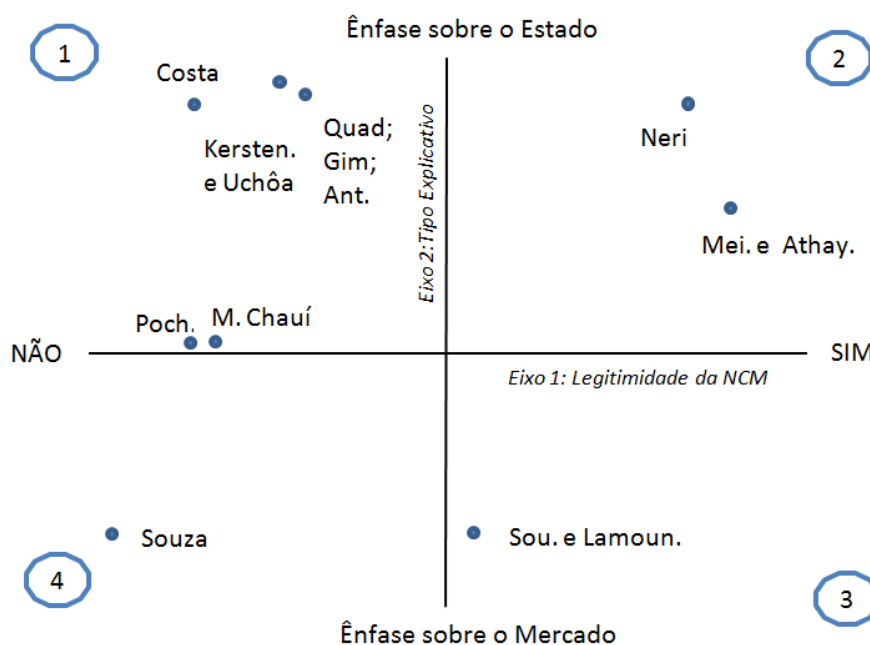 Ênfase sobre o Estado
1
2
Costa
Kersten.
e Uchôa
Quad;
Gim;
Ant.
Eixo 2: Tipo Explicativo
Neri
Mei. e Athay.
Poch.
M. Chauí
NÃO
SIM
Eixo 1: Legitimidade da NCM
Souza
Sou. e Lamoun.
4
3
Ênfase sobre o Mercado